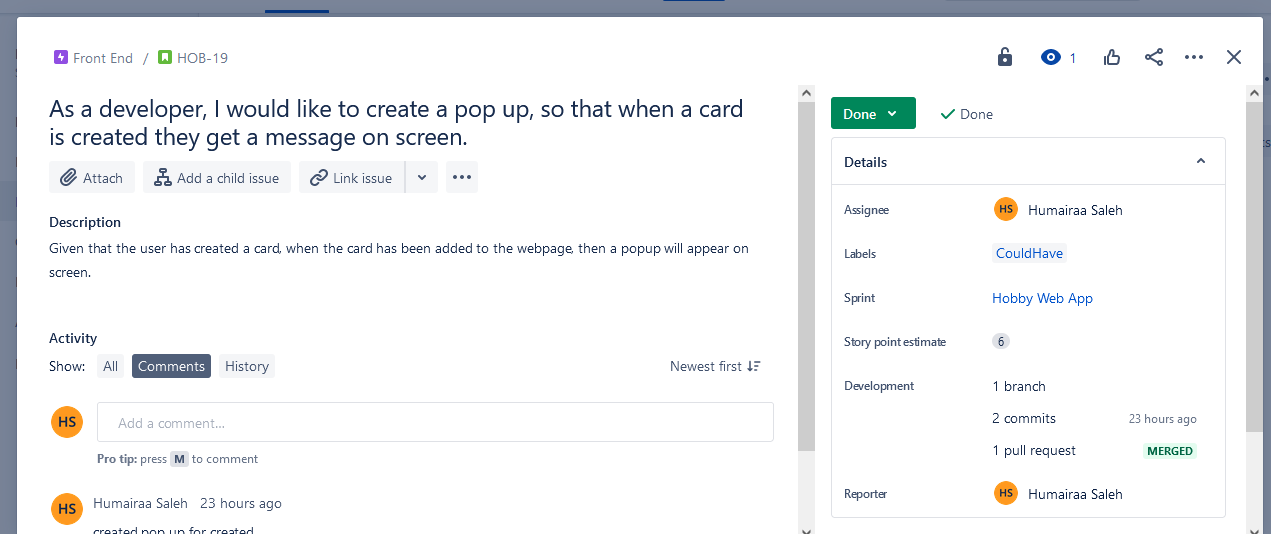 Front End / HOB-19
1
As a developer, I would like to create a pop up, so that when a card
is created they get a message on screen.
Attach
Add a child issue
Link issue
Description
Given that the user has created a card, when the card has been added to the webpage, then a popup will appear on
screen.
Activity
Show: All Comments History
Newest first
HS
Add a comment...
Pro tip: press M to comment
HS
Humairaa Saleh 23 hours ago
created pop up for created
Done
Done
Details
Assignee HS Humairaa Saleh
Labels CouldHave
Sprint Hobby Web App
Story point estimate 6
Development 1 branch
2 commits 23 hours ago
1 pull request MERGED
Reporter HS Humairaa Saleh